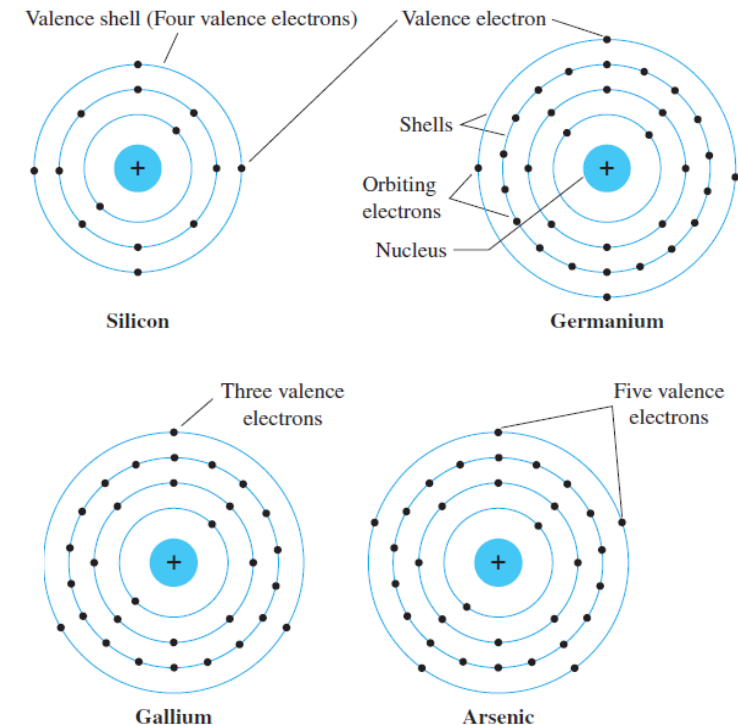 Valence shell (Four valence electrons)
Valence electron
Shells
Orbiting
electrons
Nucleus
+
+
Silicon
Germanium
Three valence
electrons
Five valence
electrons
+
+
Gallium
Arsenic